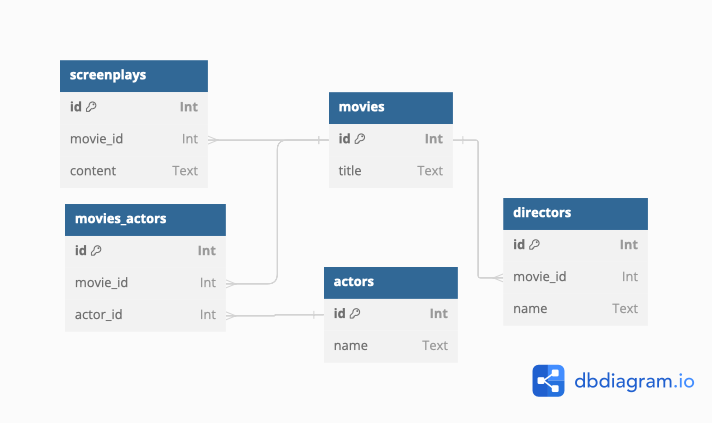 screenplays
id Int
movie_id Int
content Text
movies
id Int
title Text
movies_actors
id Int
movie_id Int
actor_id Int
actors
id Int
name Text
directors
id Int
movie_id Int
name Text
dbdiagram.io